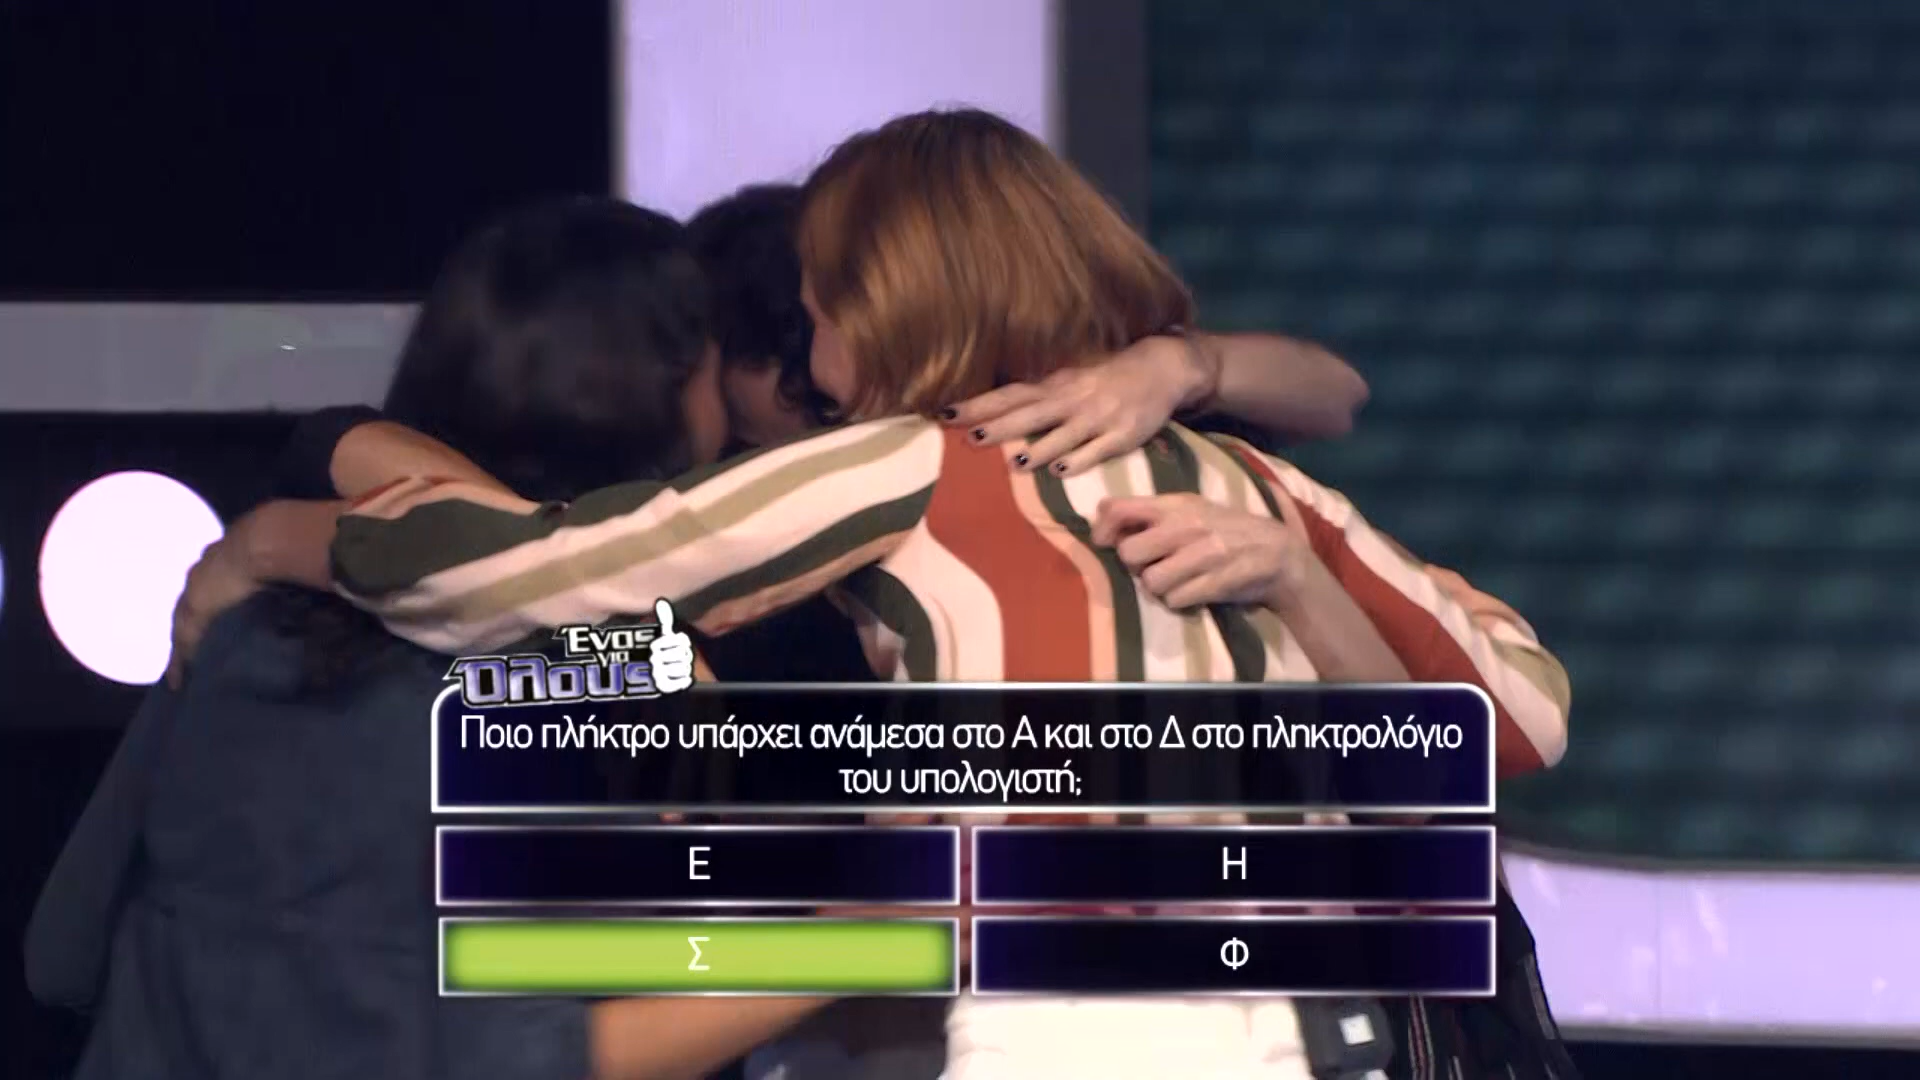 Ένας
για
Όλους
Ποιο πλήκτρο υπάρχει ανάμεσα στο Α και στο Δ στο πληκτρολόγιο
του υπολογιστή;
Ε
Η
Σ
Φ